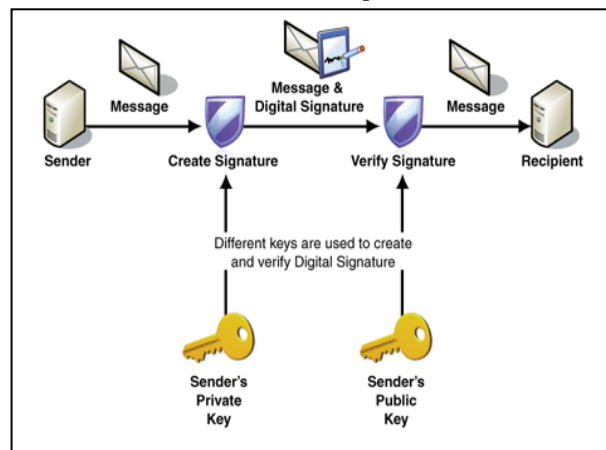 Message
Message &
Digital Signature
Message
Sender
Create Signature
Verify Signature
Recipient
Different keys are used to create
and verify Digital Signature
Sender's
Private
Key
Sender's
Public
Key